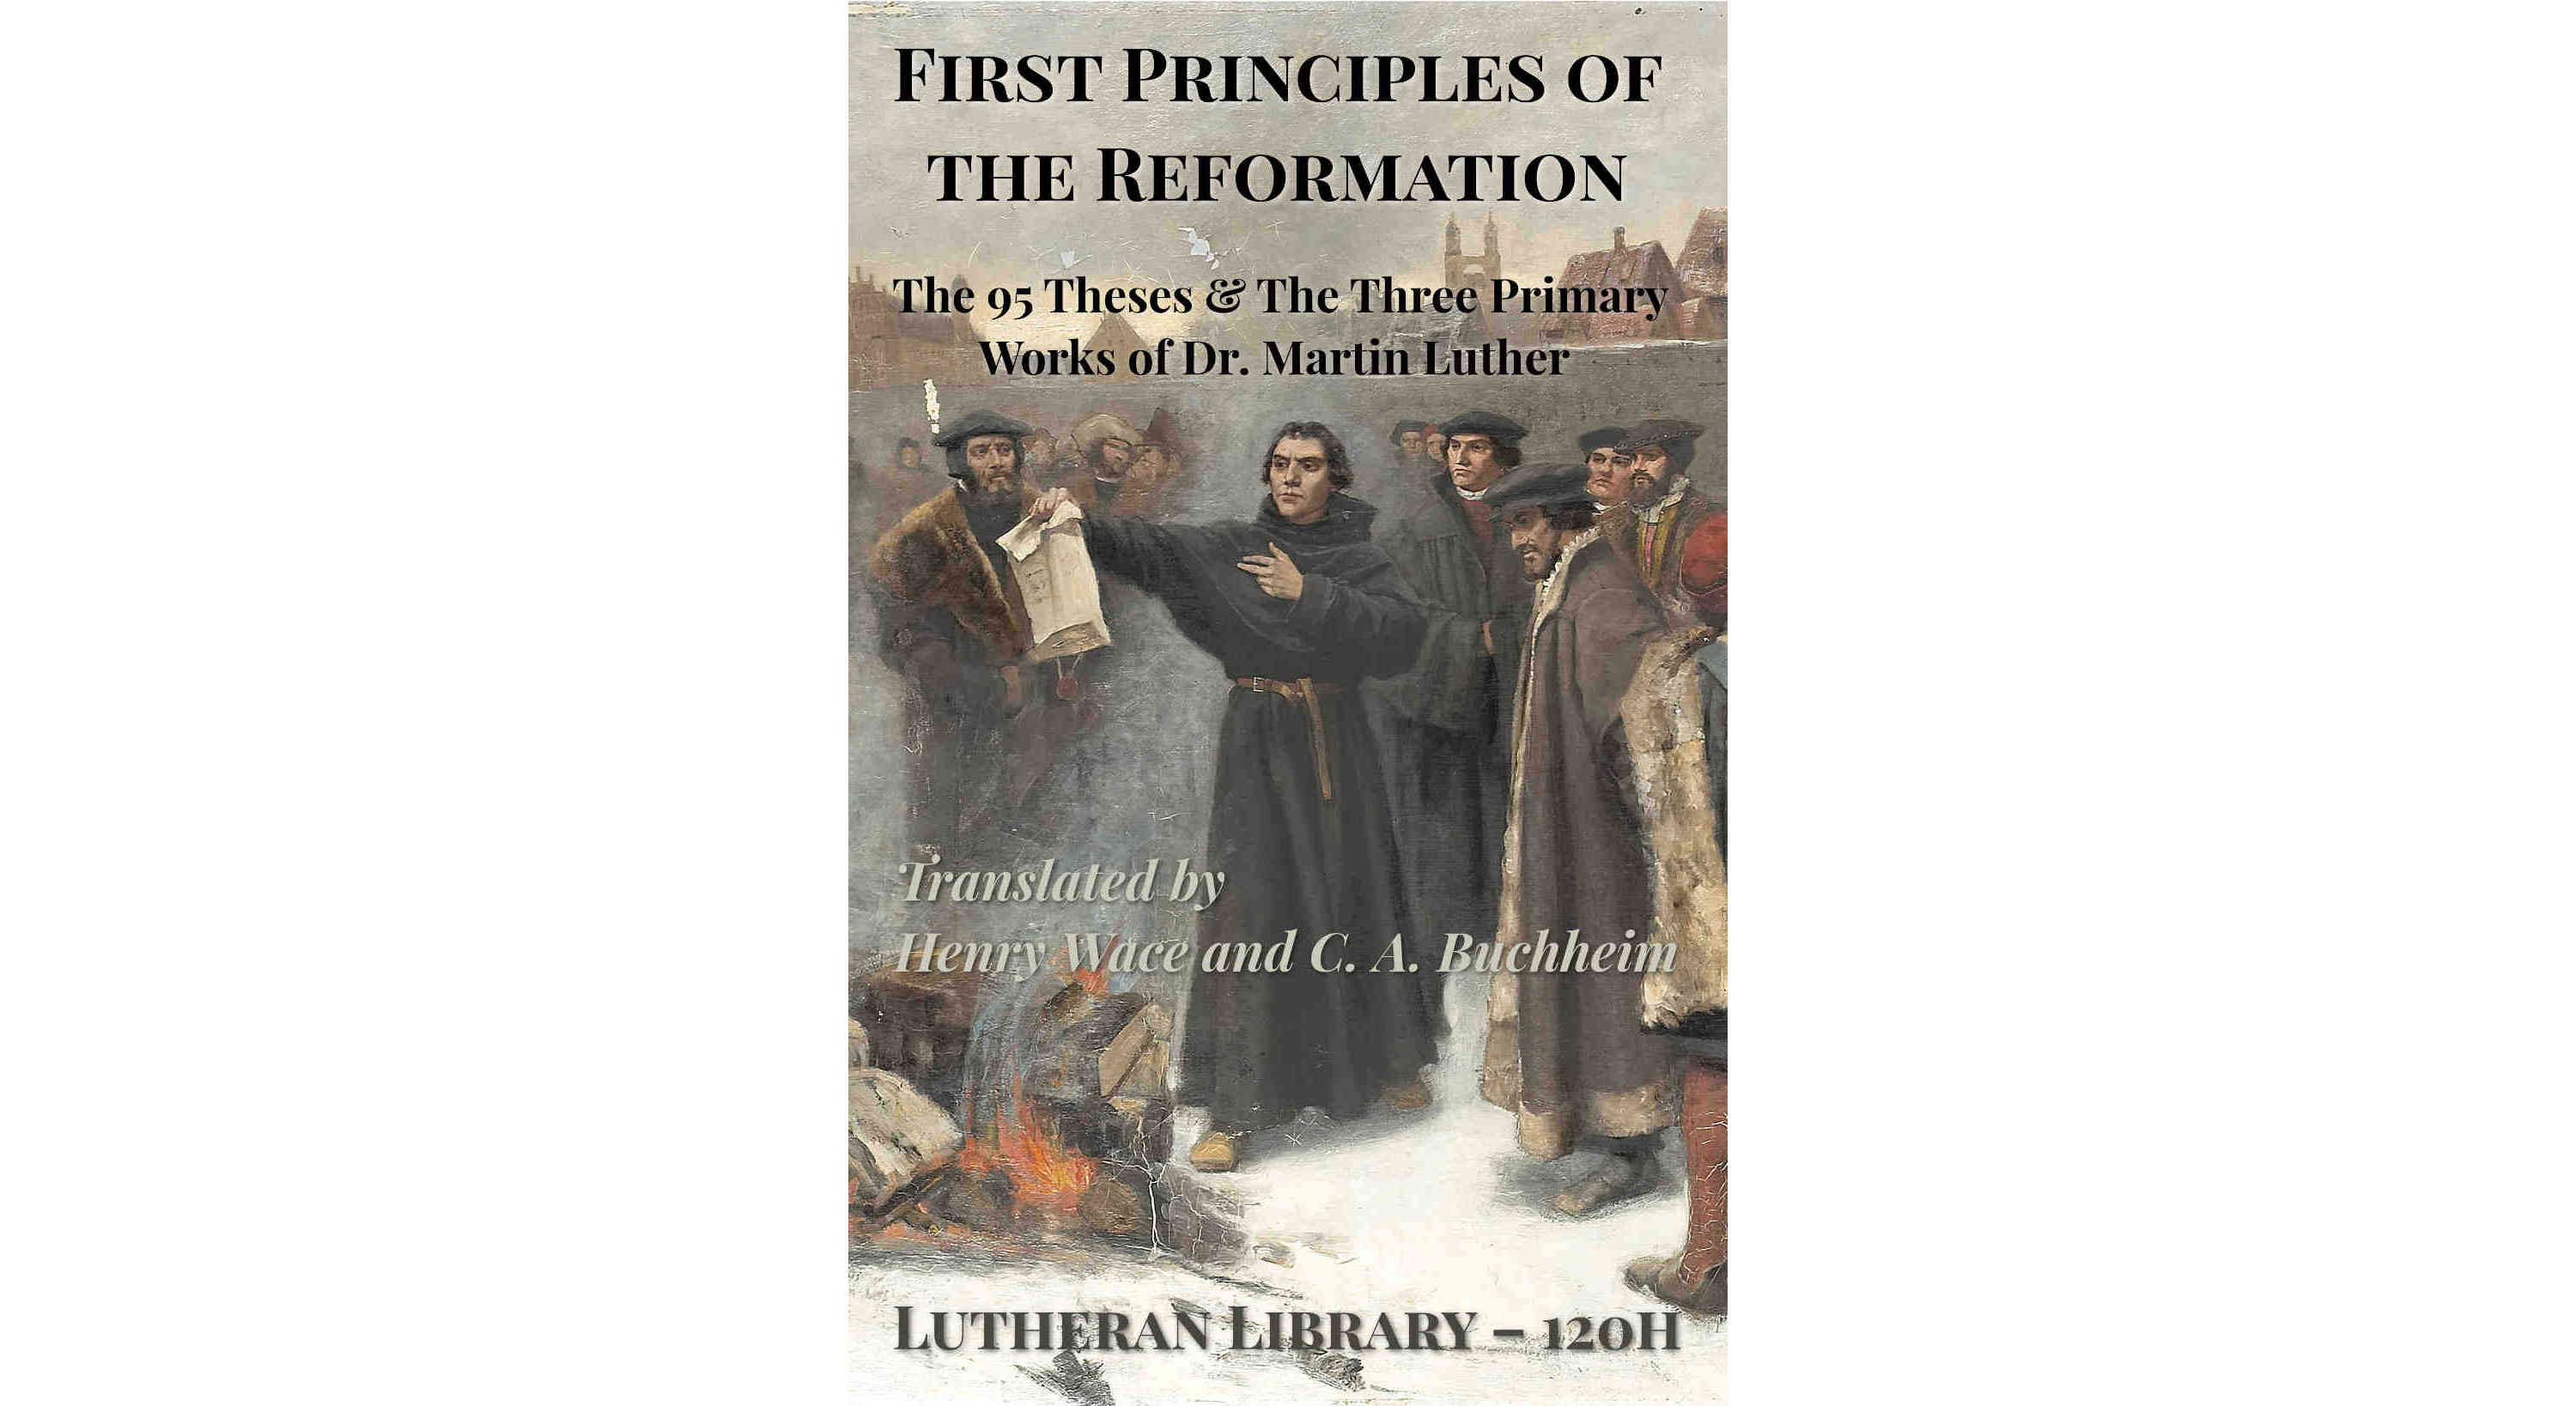 First Principles of
the Reformation
The 95 Theses & The Three Primary
Works of Dr. Martin Luther
Translated by
Henry Wace and C. A. Buchheim
Lutheran Library – 120H